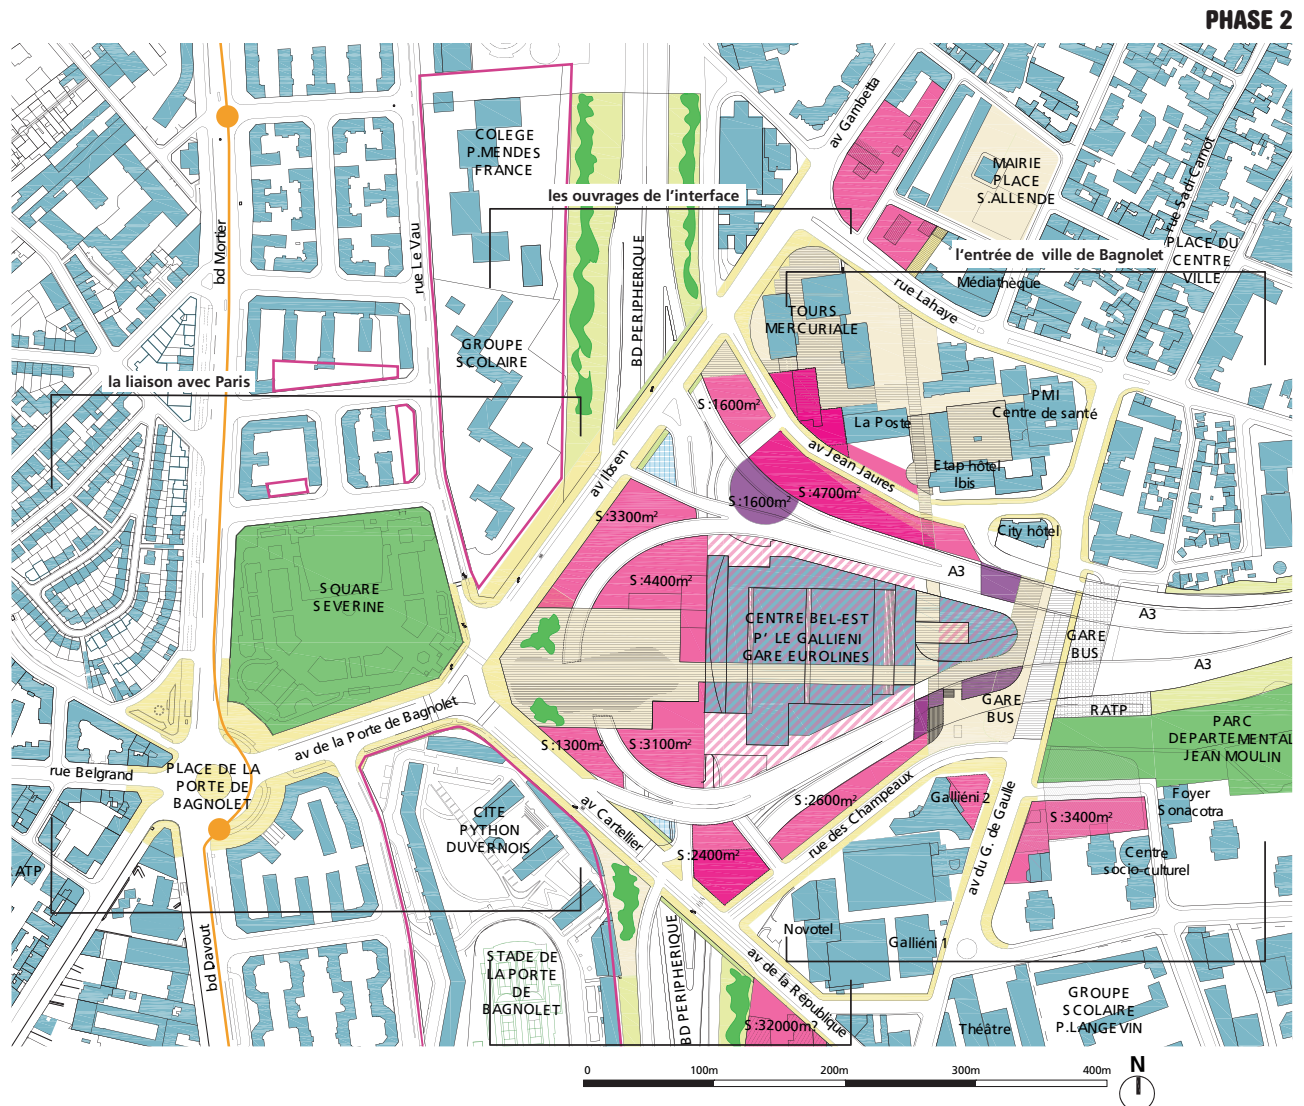 PHASE 2
COLEGE
P.MENDES
FRANCE
av Gambetta
MAIRIE
PLACE
S.ALLENDE
rue Sadi Carnot
les ouvrages de l'interface
bd Mortier
rue Le Vau
BD PERIPHERIQUE
l'entrée de ville de Bagnolet
PLACE DU
CENTRE
VILLE
Médiathèque
rue Lahaye
TOURS
MERCURIALE
GROUPE
SCOLAIRE
la liaison avec Paris
S :1600m²
La Poste
PMI
Centre de santé
av Jean Jaures
av Ibsen
Etap hôtel
Ibis
S :1600m²
S :4700m²
S :3300m²
City hôtel
A3
S :4400m²
SQUARE
SEVERINE
A3
CENTRE BEL-EST
P' LE GALLIENI
GARE EUROLINES
GARE
BUS
A3
GARE
BUS
RATP
PARC
DEPARTEMENTAL
JEAN MOULIN
av de la Porte de Bagnolet
S :1300m²
S :3100m²
rue Belgrand
PLACE DE LA
PORTE DE
BAGNOLET
S :2600m²
Galliéni 2
Foyer
Sonacotra
CITE
PYTHON
DUVERNOIS
av Cartellier
rue des Champeaux
av du G. de Gaulle
S :3400m²
S :2400m²
Centre
socio-culturel
ATP
bd Davout
Novotel
Galliéni 1
STADE DE
LA PORTE
DE
BAGNOLET
BD PERIPHERIQUE
av de la République
S :32000m?
Théâtre
GROUPE
SCOLAIRE
P.LANGEVIN
0 100m 200m 300m 400m
N